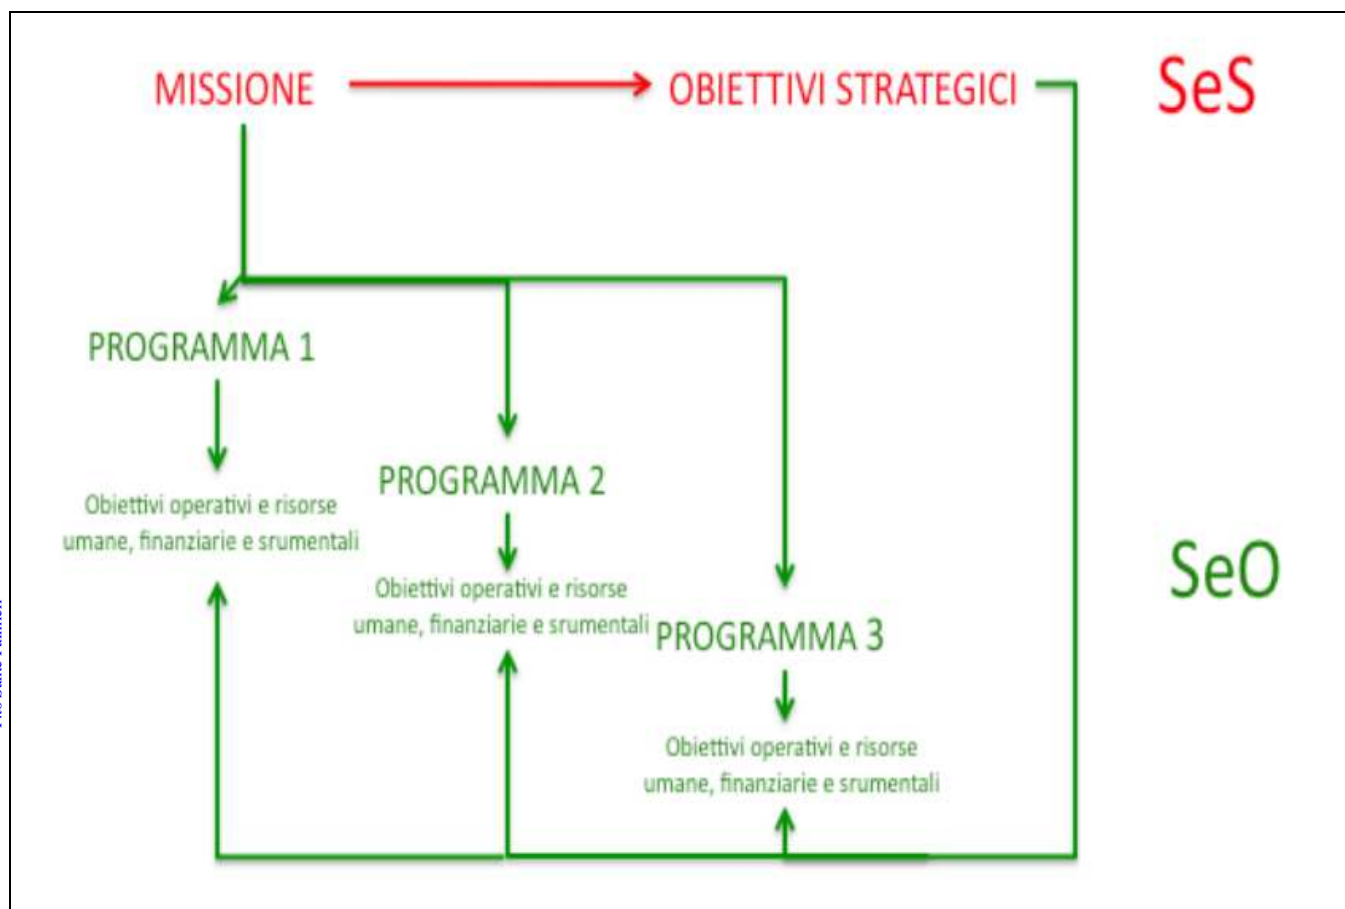 MISSIONE
OBIETTIVI STRATEGICI
SeS
PROGRAMMA 1
Obiettivi operativi e risorse
umane, finanziarie e srumentali
PROGRAMMA 2
Obiettivi operativi e risorse
umane, finanziarie e srumentali
PROGRAMMA 3
Obiettivi operativi e risorse
umane, finanziarie e srumentali
SeO